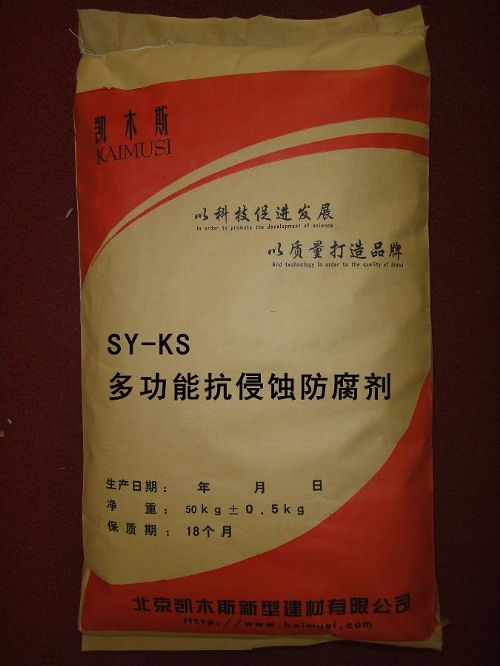 凯木斯
KAIMUSI
以科技促进发展
In order to promote the development of science
以质量打造品牌
And technology In order to the quality of brand
SY-KS
多功能抗侵蚀防腐剂
生产日期： 年 月 日
净 重： 50kg±0.5kg
保质期： 18个月
北京凯木斯新型建材有限公司
Http://www.kaimusi.com